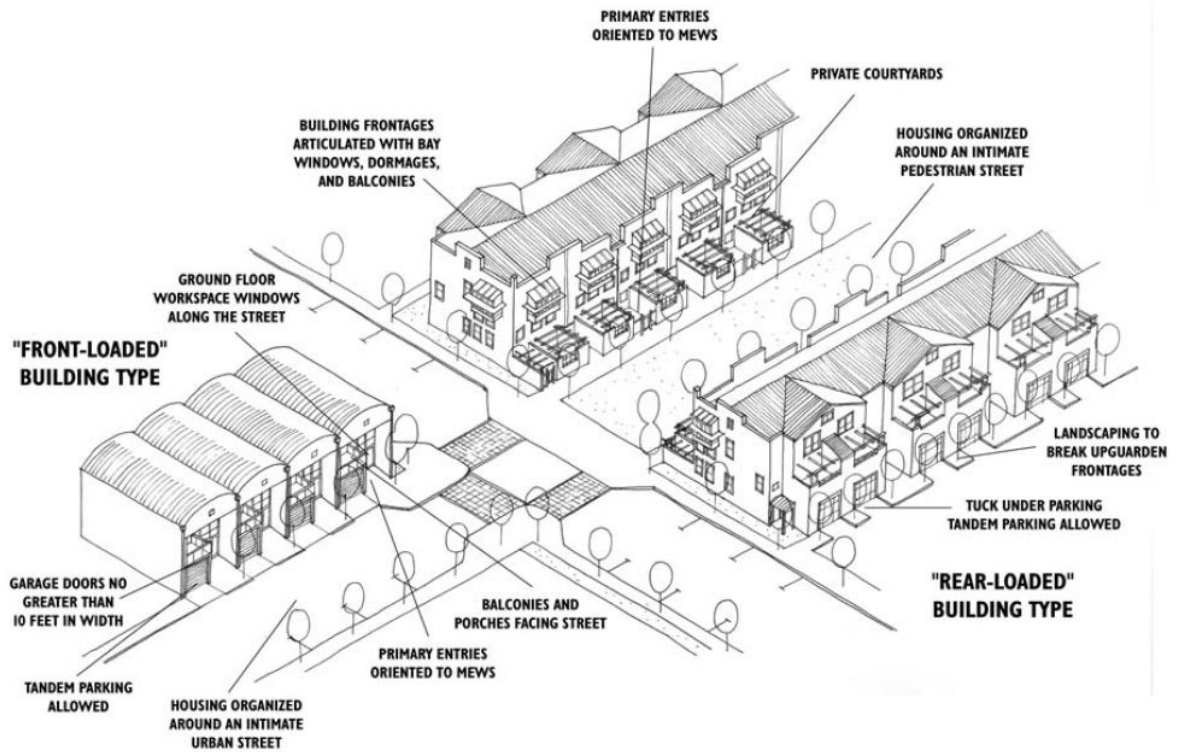 PRIMARY ENTRIES
ORIENTED TO MEWS
PRIVATE COURTYARDS
BUILDING FRONTAGES
ARTICULATED WITH BAY
WINDOWS, DORMAGES,
AND BALCONIES
HOUSING ORGANIZED
AROUND AN INTIMATE
PEDESTRIAN STREET
GROUND FLOOR
WORKSPACE WINDOWS
ALONG THE STREET
"FRONT-LOADED"
BUILDING TYPE
LANDSCAPING TO
BREAK UPGUARDEN
FRONTAGES
TUCK UNDER PARKING
TANDEM PARKING ALLOWED
"REAR-LOADED"
BUILDING TYPE
GARAGE DOORS NO
GREATER THAN
10 FEET IN WIDTH
BALCONIES AND
PORCHES FACING STREET
PRIMARY ENTRIES
ORIENTED TO MEWS
TANDEM PARKING
ALLOWED
HOUSING ORGANIZED
AROUND AN INTIMATE
URBAN STREET